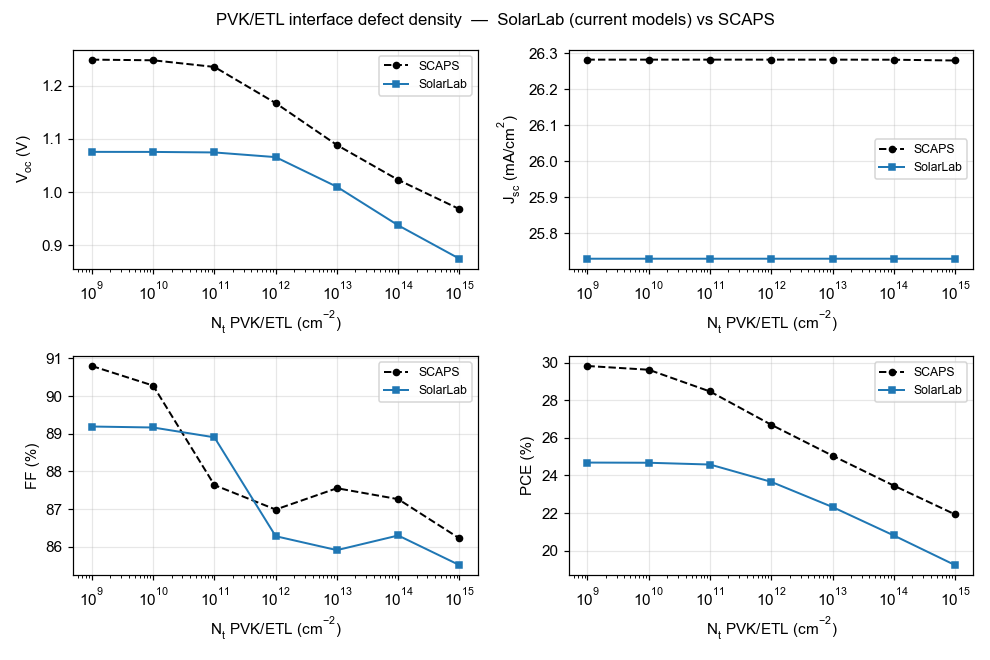 PVK/ETL interface defect density — SolarLab (current models) vs SCAPS
V_oc (V)
1.2
1.1
1.0
0.9
SCAPS
SolarLab
10^9 10^10 10^11 10^12 10^13 10^14 10^15
N_t PVK/ETL (cm^−2)
J_sc (mA/cm^2)
26.3
26.2
26.1
26.0
25.9
25.8
SCAPS
SolarLab
10^9 10^10 10^11 10^12 10^13 10^14 10^15
N_t PVK/ETL (cm^−2)
FF (%)
91
90
89
88
87
86
SCAPS
SolarLab
10^9 10^10 10^11 10^12 10^13 10^14 10^15
N_t PVK/ETL (cm^−2)
PCE (%)
30
28
26
24
22
20
SCAPS
SolarLab
10^9 10^10 10^11 10^12 10^13 10^14 10^15
N_t PVK/ETL (cm^−2)